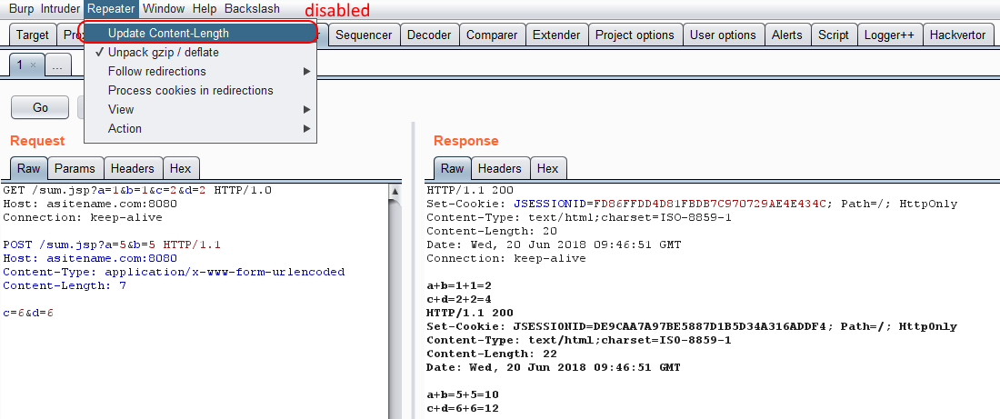 Burp Intruder Repeater Window Help Backslash disabled
Target Sequencer Decoder Comparer Extender Project options User options Alerts Script Logger++ Hackvertor
Update Content-Length
✓ Unpack gzip / deflate
1 × ...
Follow redirections
Process cookies in redirections
Go
View
Action
Request
Raw Params Headers Hex
GET /sum.jsp?a=1&b=1&c=2&d=2 HTTP/1.0
Host: asitename.com:8080
Connection: keep-alive
POST /sum.jsp?a=5&b=5 HTTP/1.1
Host: asitename.com:8080
Content-Type: application/x-www-form-urlencoded
Content-Length: 7
c=6&d=6
Response
Raw Headers Hex
HTTP/1.1 200
Set-Cookie: JSESSIONID=FD86FFDD4D81FBDB7C970729AE4E434C; Path=/; HttpOnly
Content-Type: text/html;charset=ISO-8859-1
Content-Length: 20
Date: Wed, 20 Jun 2018 09:46:51 GMT
Connection: keep-alive
a+b=1+1=2
c+d=2+2=4
HTTP/1.1 200
Set-Cookie: JSESSIONID=DE9CAA7A97BE5887D1B5D34A316ADDF4; Path=/; HttpOnly
Content-Type: text/html;charset=ISO-8859-1
Content-Length: 22
Date: Wed, 20 Jun 2018 09:46:51 GMT
a+b=5+5=10
c+d=6+6=12